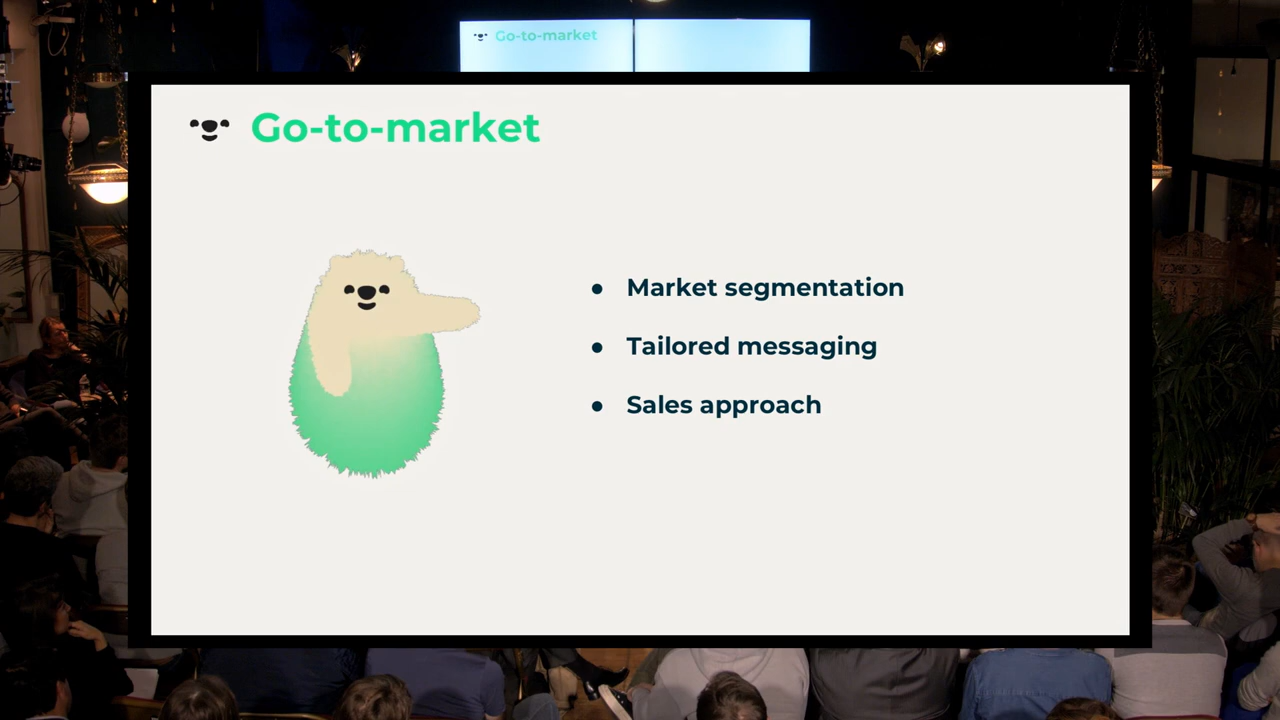 Go-to-market
Go-to-market
● Market segmentation
● Tailored messaging
● Sales approach